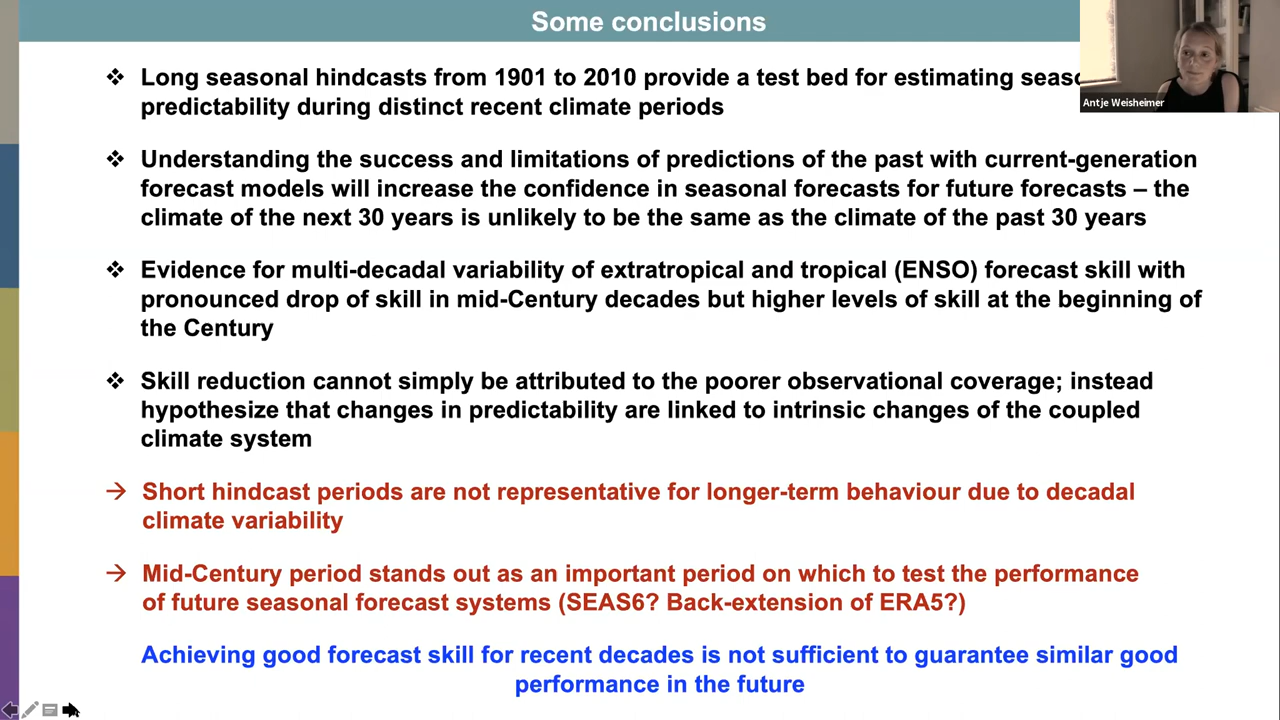 Some conclusions
❖ Long seasonal hindcasts from 1901 to 2010 provide a test bed for estimating
predictability during distinct recent climate periods
❖ Understanding the success and limitations of predictions of the past with current-generation
forecast models will increase the confidence in seasonal forecasts for future forecasts – the
climate of the next 30 years is unlikely to be the same as the climate of the past 30 years
❖ Evidence for multi-decadal variability of extratropical and tropical (ENSO) forecast skill with
pronounced drop of skill in mid-Century decades but higher levels of skill at the beginning of
the Century
❖ Skill reduction cannot simply be attributed to the poorer observational coverage; instead
hypothesize that changes in predictability are linked to intrinsic changes of the coupled
climate system
→ Short hindcast periods are not representative for longer-term behaviour due to decadal
climate variability
→ Mid-Century period stands out as an important period on which to test the performance
of future seasonal forecast systems (SEAS6? Back-extension of ERA5?)
Achieving good forecast skill for recent decades is not sufficient to guarantee similar good
performance in the future
Antje Weisheimer